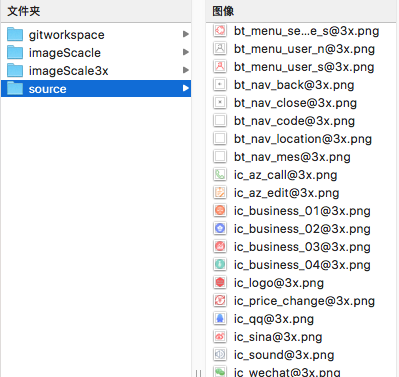 文件夹
gitworkspace
imageScacle
imageScale3x
source
图像
bt_menu_se...e_s@3x.png
bt_menu_user_n@3x.png
bt_menu_user_s@3x.png
bt_nav_back@3x.png
bt_nav_close@3x.png
bt_nav_code@3x.png
bt_nav_location@3x.png
bt_nav_mes@3x.png
ic_az_call@3x.png
ic_az_edit@3x.png
ic_business_01@3x.png
ic_business_02@3x.png
ic_business_03@3x.png
ic_business_04@3x.png
ic_logo@3x.png
ic_price_change@3x.png
ic_qq@3x.png
ic_sina@3x.png
ic_sound@3x.png
ic_wechat@3x.png